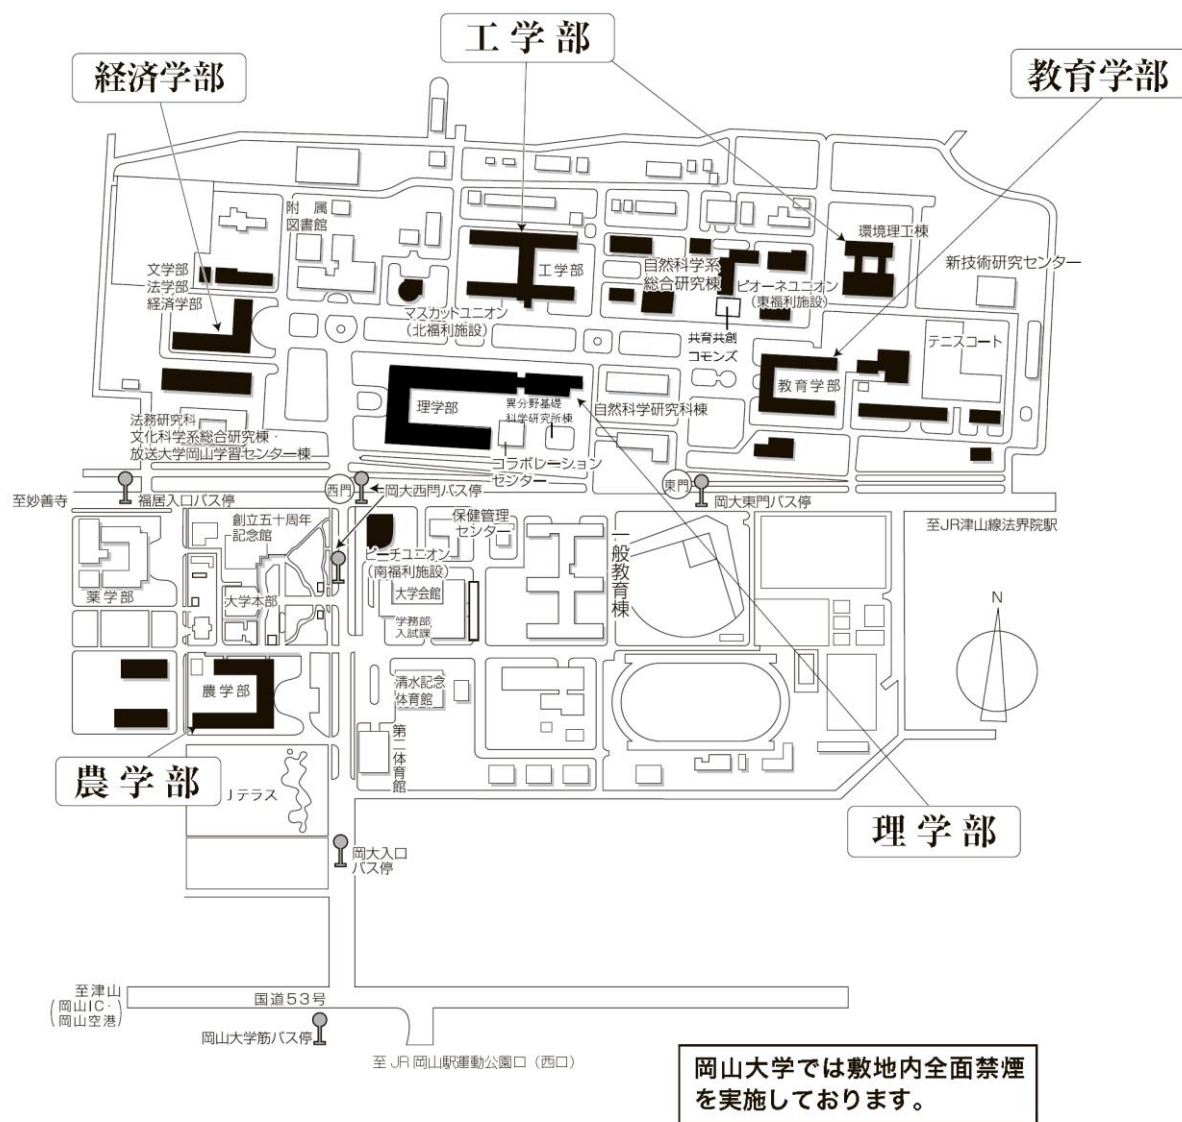 工学部
経済学部
教育学部
附属
図書館
環境理工棟
新技術研究センター
文学部
法学部
経済学部
工学部
自然科学系
総合研究棟
ピオーネユニオン
（東福利施設）
マスカットユニオン
（北福利施設）
共育共創
コモンズ
テニスコート
教育学部
理学部
異分野基礎
科学研究所棟
自然科学研究科棟
法務研究科
文化科学系総合研究棟・
放送大学岡山学習センター棟
コラボレーション
センター
至妙善寺
福居入口バス停
西門
岡大西門バス停
東門
岡大東門バス停
至JR津山線法界院駅
創立五十周年
記念館
保健管理
センター
ピーチユニオン
（南福利施設）
一般教育棟
薬学部
大学本部
大学会館
学務部
入試課
N
農学部
清水記念
体育館
第二体育館
農学部
Jテラス
理学部
岡大入口
バス停
至津山
（岡山IC・
岡山空港）
国道53号
岡山大学筋バス停
至JR岡山駅運動公園口（西口）
岡山大学では敷地内全面禁煙
を実施しております。